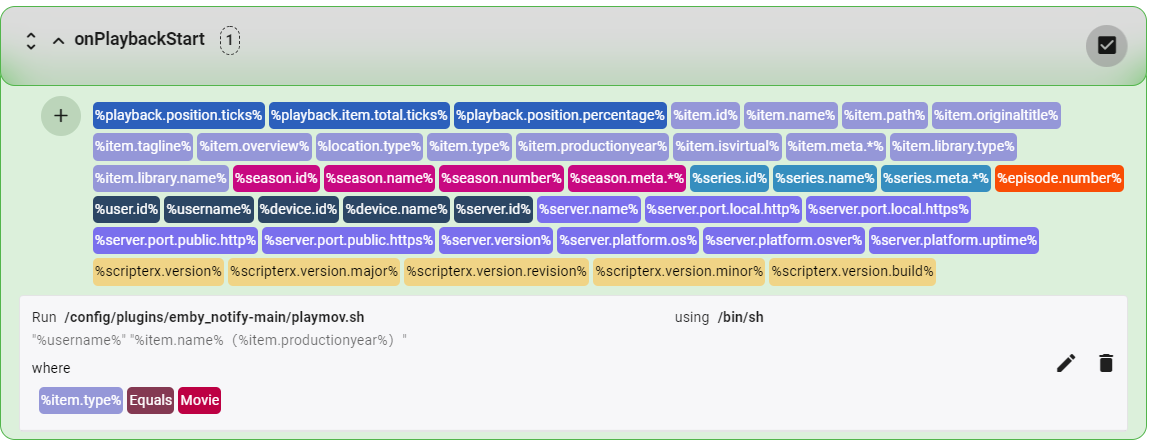 onPlaybackStart 1
%playback.position.ticks% %playback.item.total.ticks% %playback.position.percentage% %item.id% %item.name% %item.path% %item.originaltitle%
%item.tagline% %item.overview% %location.type% %item.type% %item.productionyear% %item.isvirtual% %item.meta.*% %item.library.type%
%item.library.name% %season.id% %season.name% %season.number% %season.meta.*% %series.id% %series.name% %series.meta.*% %episode.number%
%user.id% %username% %device.id% %device.name% %server.id% %server.name% %server.port.local.http% %server.port.local.https%
%server.port.public.http% %server.port.public.https% %server.version% %server.platform.os% %server.platform.osver% %server.platform.uptime%
%scripterx.version% %scripterx.version.major% %scripterx.version.revision% %scripterx.version.minor% %scripterx.version.build%
Run /config/plugins/emby_notify-main/playmov.sh using /bin/sh
"%username%" "%item.name% (%item.productionyear%) "
where
%item.type% Equals Movie